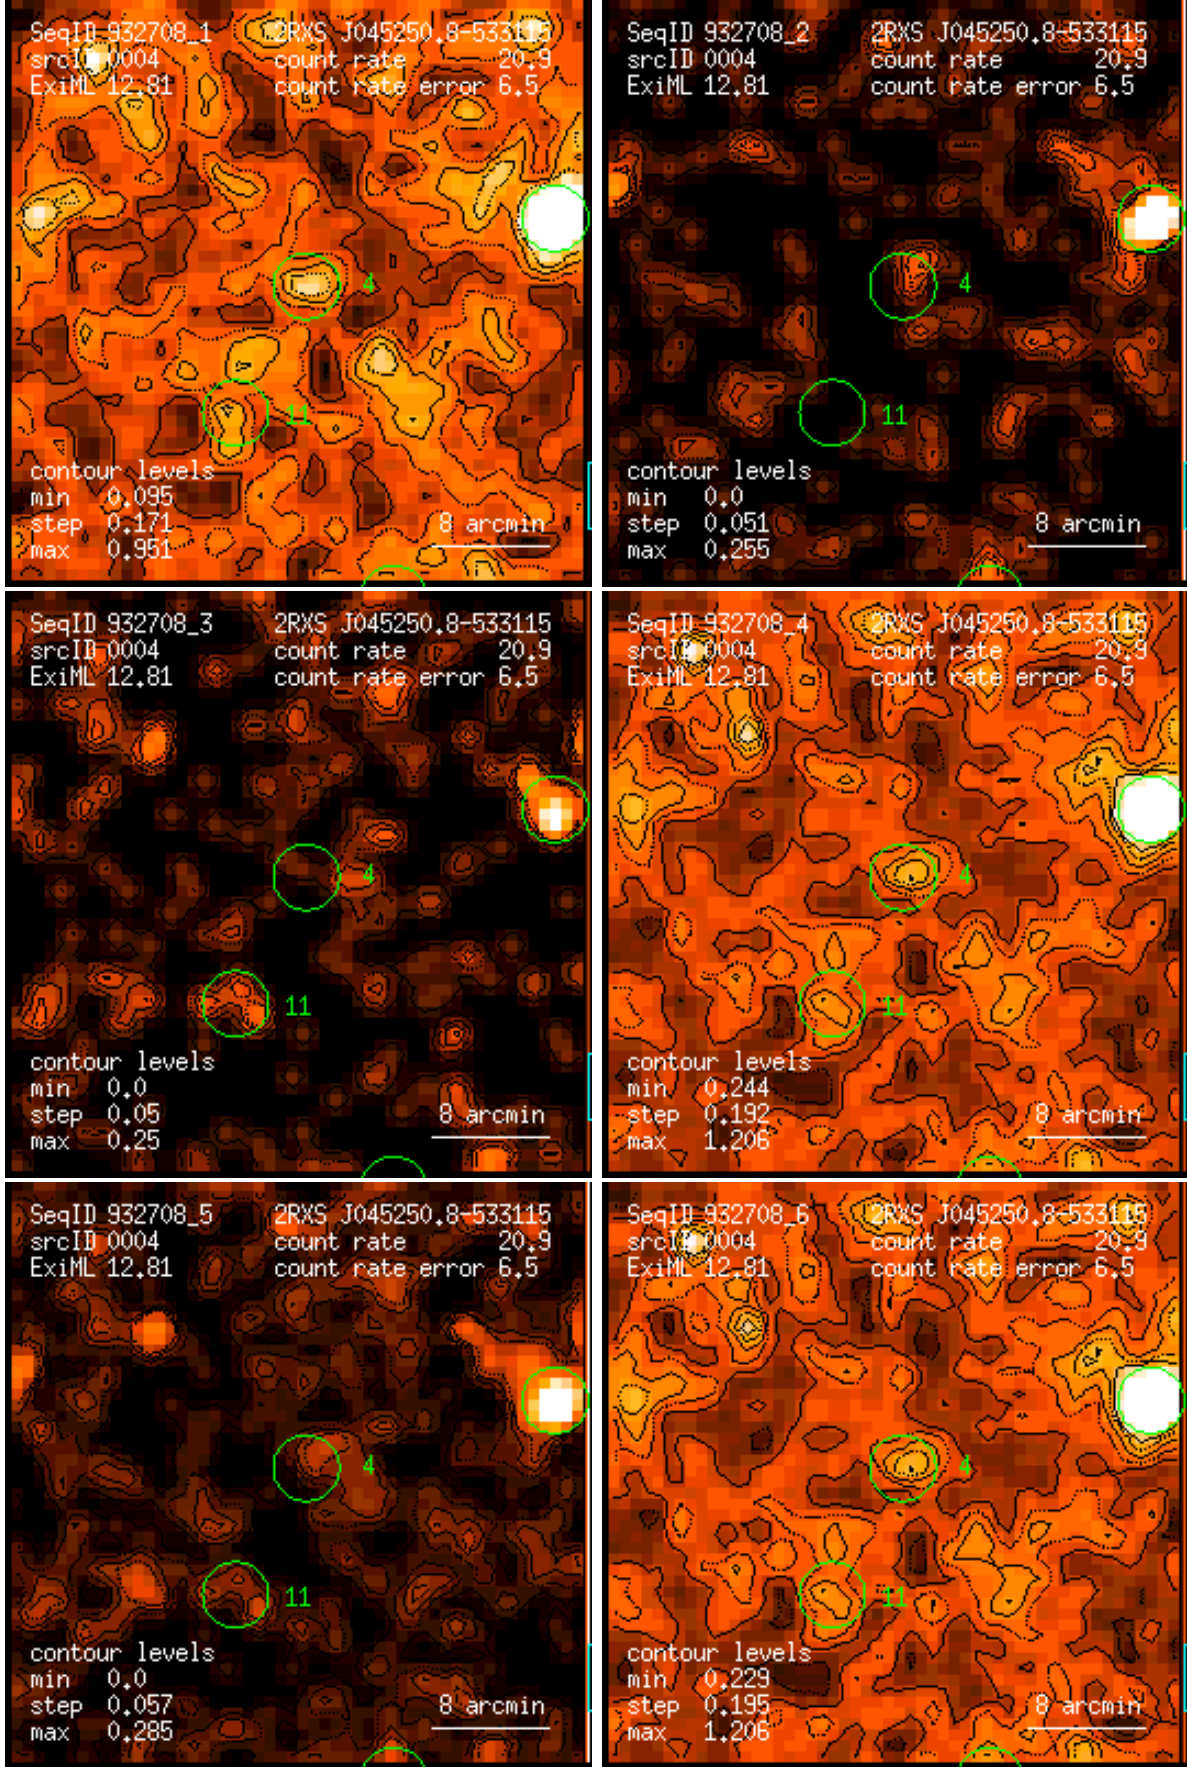 SeqID 932708_1 2RXS J045250.8-533115
srcID 0004 count rate 20.9
ExiML 12.81 count rate error 6.5
4
11
contour levels
min 0.095
step 0.171 8 arcmin
max 0.951
SeqID 932708_2 2RXS J045250.8-533115
srcID 0004 count rate 20.9
ExiML 12.81 count rate error 6.5
4
11
contour levels
min 0.0
step 0.051 8 arcmin
max 0.255
SeqID 932708_3 2RXS J045250.8-533115
srcID 0004 count rate 20.9
ExiML 12.81 count rate error 6.5
4
11
contour levels
min 0.0
step 0.05 8 arcmin
max 0.25
SeqID 932708_4 2RXS J045250.8-533115
srcID 0004 count rate 20.9
ExiML 12.81 count rate error 6.5
4
11
contour levels
min 0.244
step 0.192 8 arcmin
max 1.206
SeqID 932708_5 2RXS J045250.8-533115
srcID 0004 count rate 20.9
ExiML 12.81 count rate error 6.5
4
11
contour levels
min 0.0
step 0.057 8 arcmin
max 0.285
SeqID 932708_6 2RXS J045250.8-533115
srcID 0004 count rate 20.9
ExiML 12.81 count rate error 6.5
4
11
contour levels
min 0.229
step 0.195 8 arcmin
max 1.206